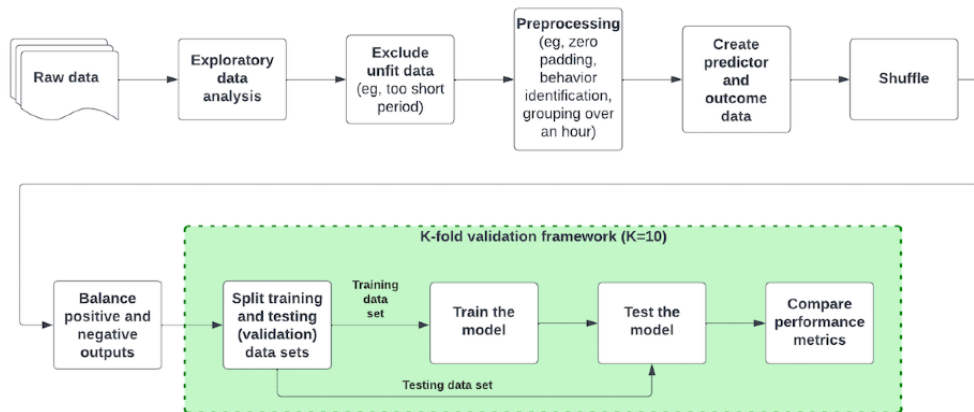 Raw data
Exploratory
data
analysis
Exclude
unfit data
(eg, too short
period)
Preprocessing
(eg, zero
padding,
behavior
identification,
grouping over
an hour)
Create
predictor
and
outcome
data
Shuffle
K-fold validation framework (K=10)
Balance
positive and
negative
outputs
Split training
and testing
(validation)
data sets
Training
data
set
Train the
model
Test the
model
Compare
performance
metrics
Testing data set